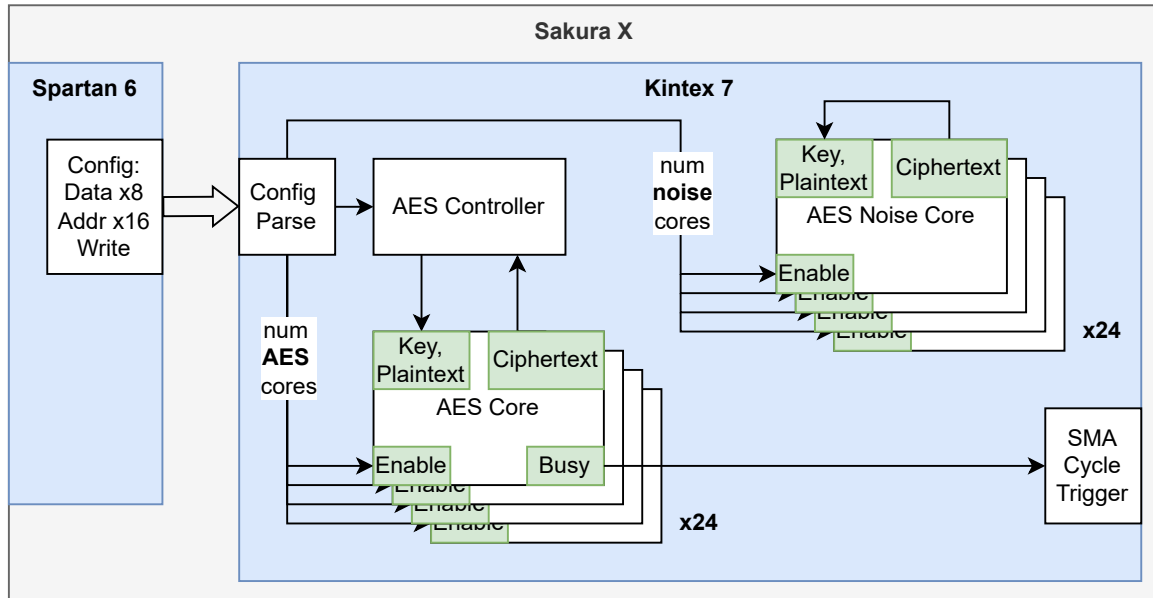 Sakura X
Spartan 6
Kintex 7
Config:
Data x8
Addr x16
Write
Config
Parse
AES Controller
num
noise
cores
Key,
Plaintext
Ciphertext
AES Noise Core
Enable
Enable
Enable
Enable
x24
num
AES
cores
Key,
Plaintext
Ciphertext
AES Core
Enable
Busy
Enable
Enable
Enable
x24
SMA
Cycle
Trigger